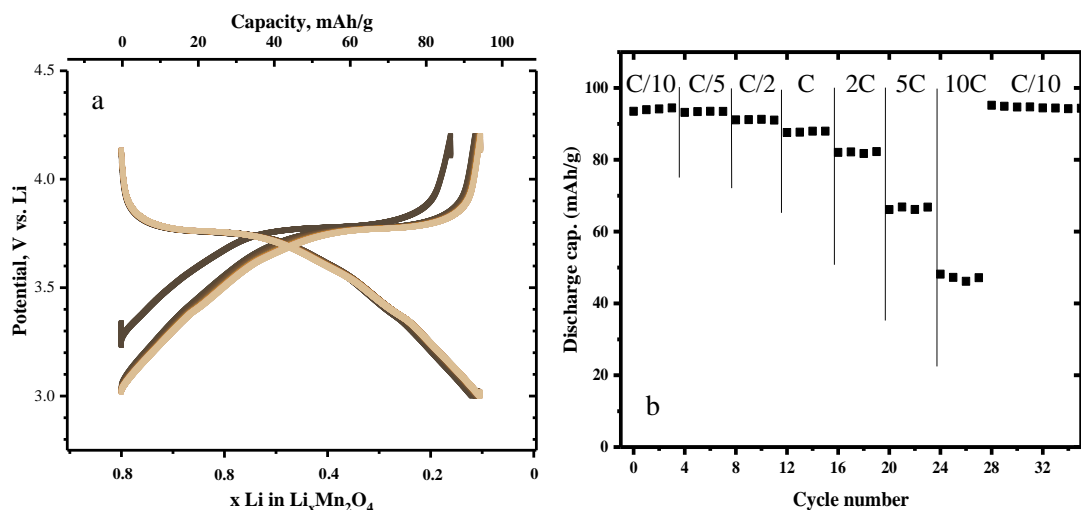 Capacity, mAh/g
0 20 40 60 80 100
4.5
4.0
3.5
3.0
Potential, V vs. Li
a
0.8 0.8 0.4 0.2 0
x Li in LixMn2O4
C/10 C/5 C/2 C 2C 5C 10C C/10
100
80
60
40
20
0
Discharge cap. (mAh/g)
b
0 4 8 12 16 20 24 28 32
Cycle number